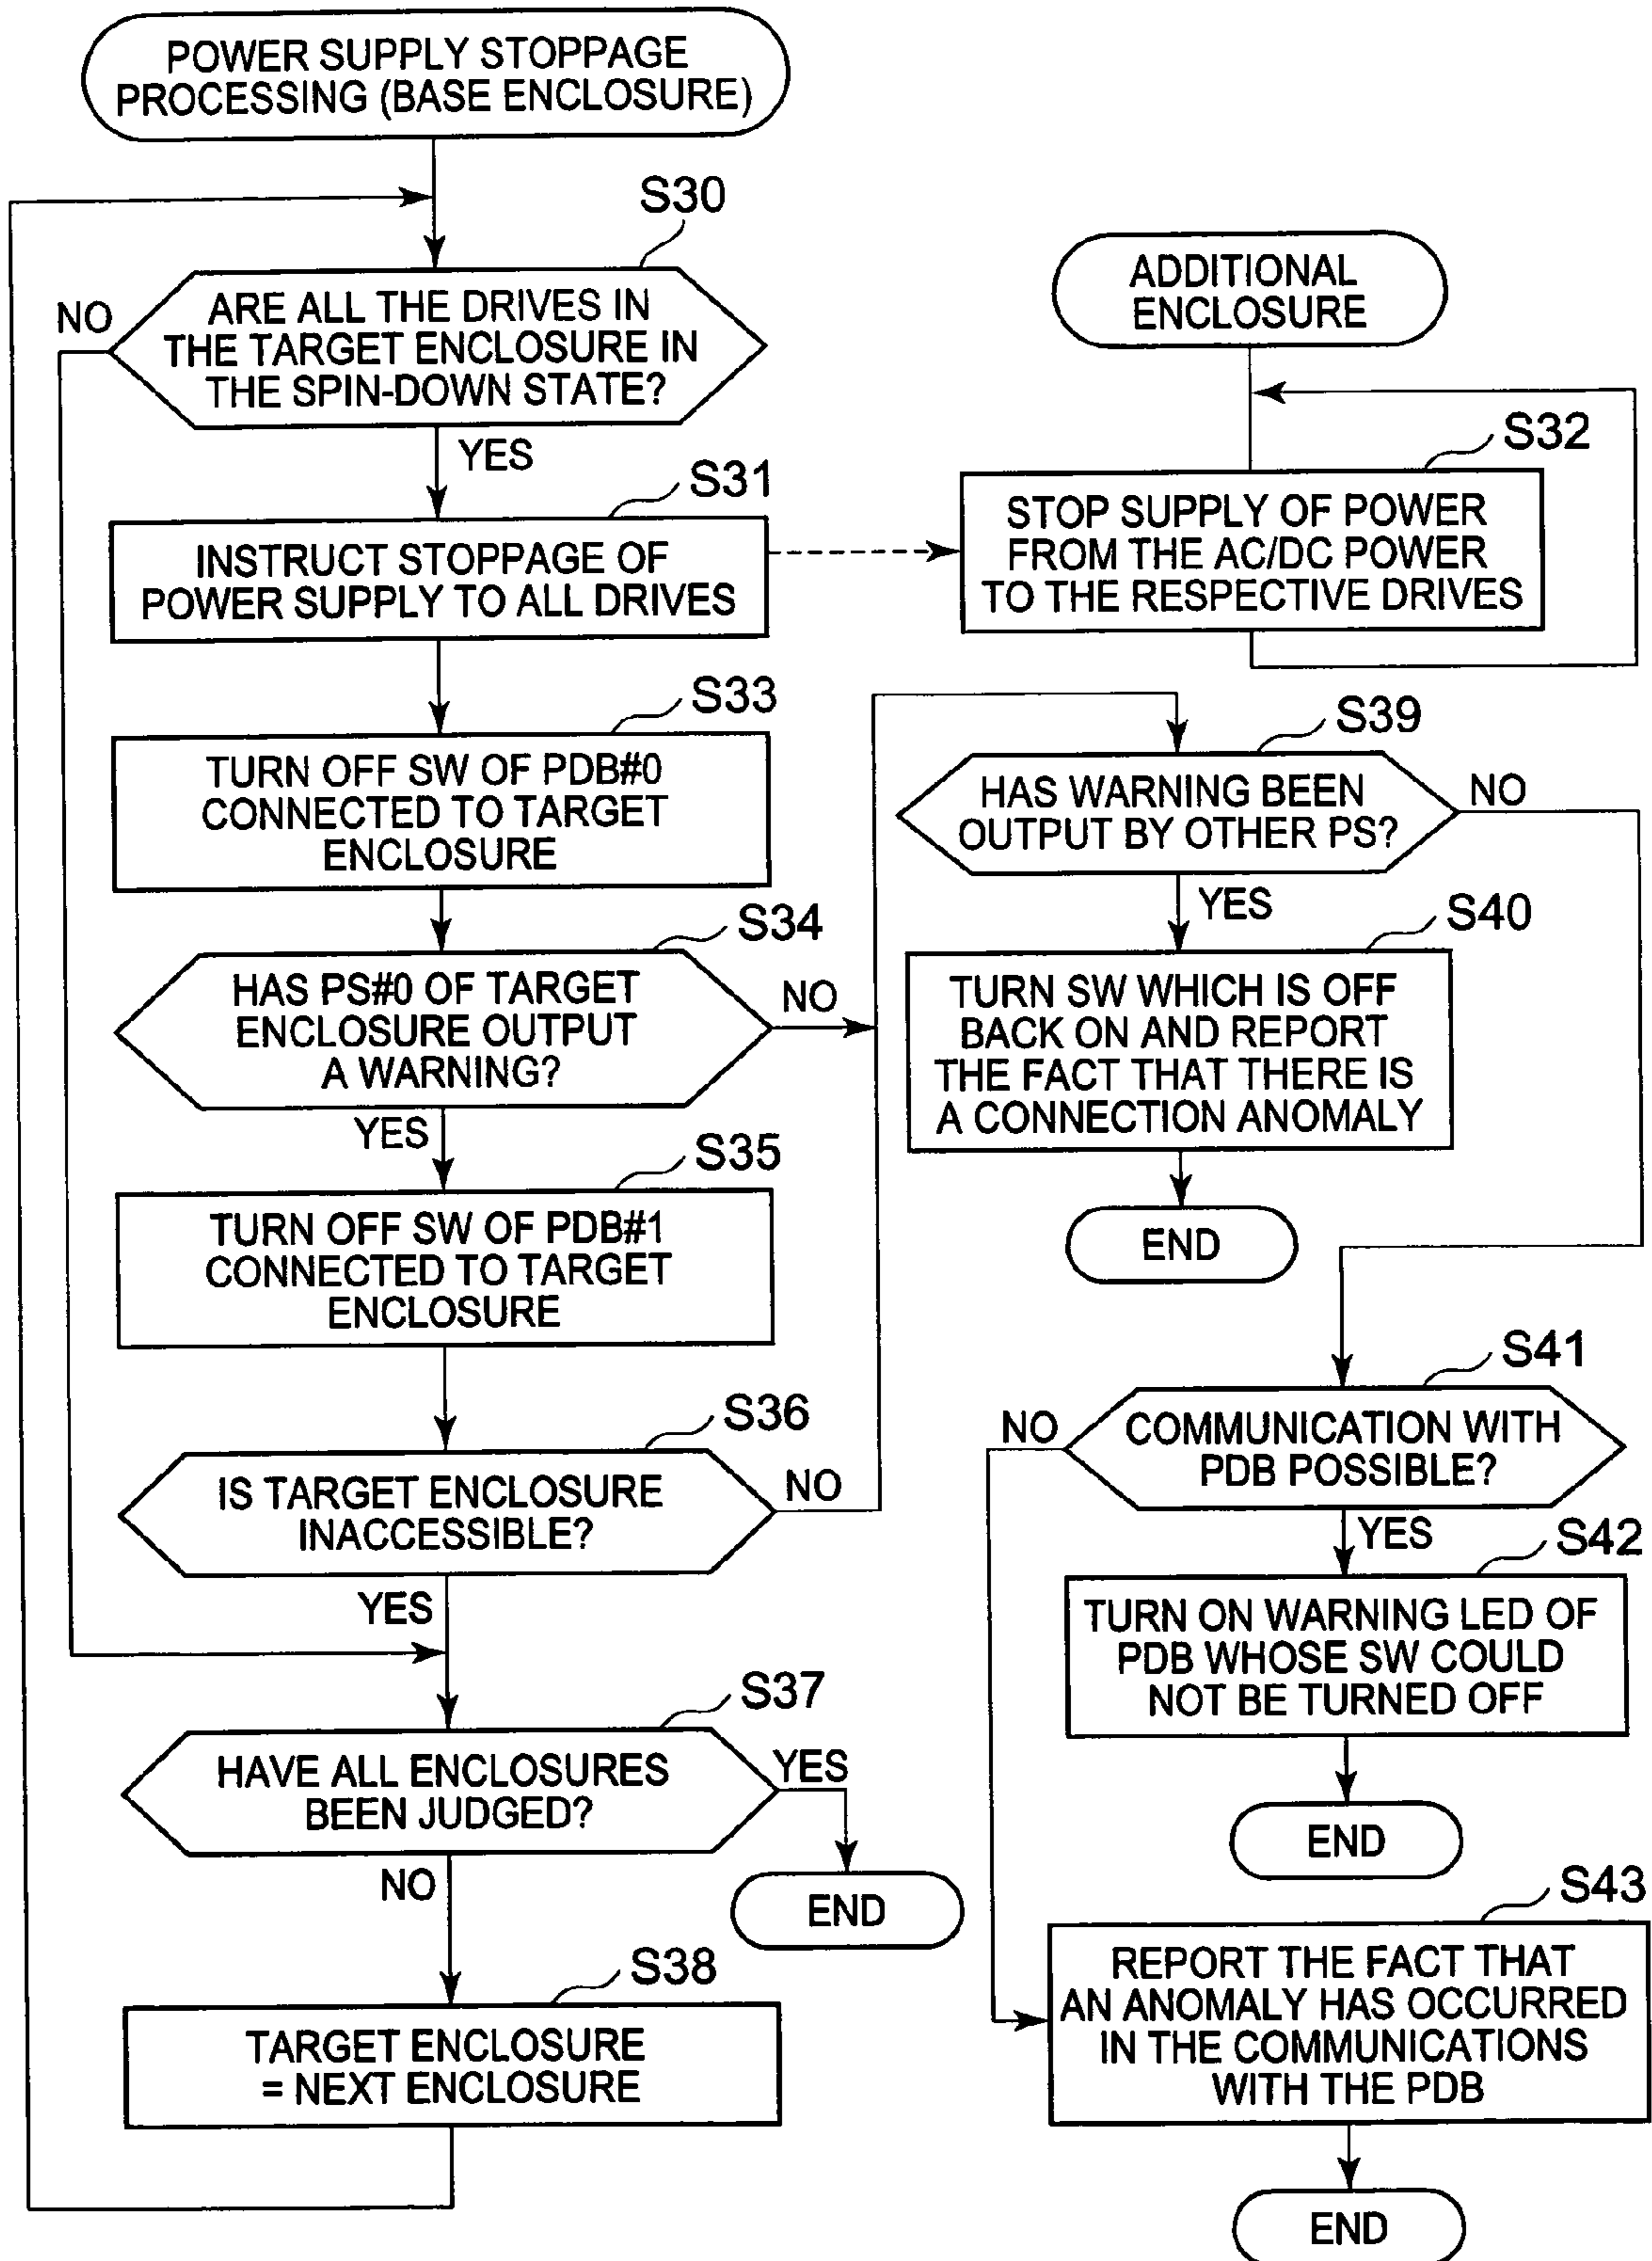 POWER SUPPLY STOPPAGE
PROCESSING (BASE ENCLOSURE)
S30
ARE ALL THE DRIVES IN
THE TARGET ENCLOSURE IN
THE SPIN-DOWN STATE?
NO
YES
S31
INSTRUCT STOPPAGE OF
POWER SUPPLY TO ALL DRIVES
S33
TURN OFF SW OF PDB#0
CONNECTED TO TARGET
ENCLOSURE
S34
HAS PS#0 OF TARGET
ENCLOSURE OUTPUT
A WARNING?
NO
YES
S35
TURN OFF SW OF PDB#1
CONNECTED TO TARGET
ENCLOSURE
S36
IS TARGET ENCLOSURE
INACCESSIBLE?
NO
YES
S37
HAVE ALL ENCLOSURES
BEEN JUDGED?
YES
END
NO
S38
TARGET ENCLOSURE
= NEXT ENCLOSURE
ADDITIONAL
ENCLOSURE
S32
STOP SUPPLY OF POWER
FROM THE AC/DC POWER
TO THE RESPECTIVE DRIVES
S39
HAS WARNING BEEN
OUTPUT BY OTHER PS?
NO
YES
S40
TURN SW WHICH IS OFF
BACK ON AND REPORT
THE FACT THAT THERE IS
A CONNECTION ANOMALY
END
S41
COMMUNICATION WITH
PDB POSSIBLE?
NO
YES
S42
TURN ON WARNING LED OF
PDB WHOSE SW COULD
NOT BE TURNED OFF
END
S43
REPORT THE FACT THAT
AN ANOMALY HAS OCCURRED
IN THE COMMUNICATIONS
WITH THE PDB
END